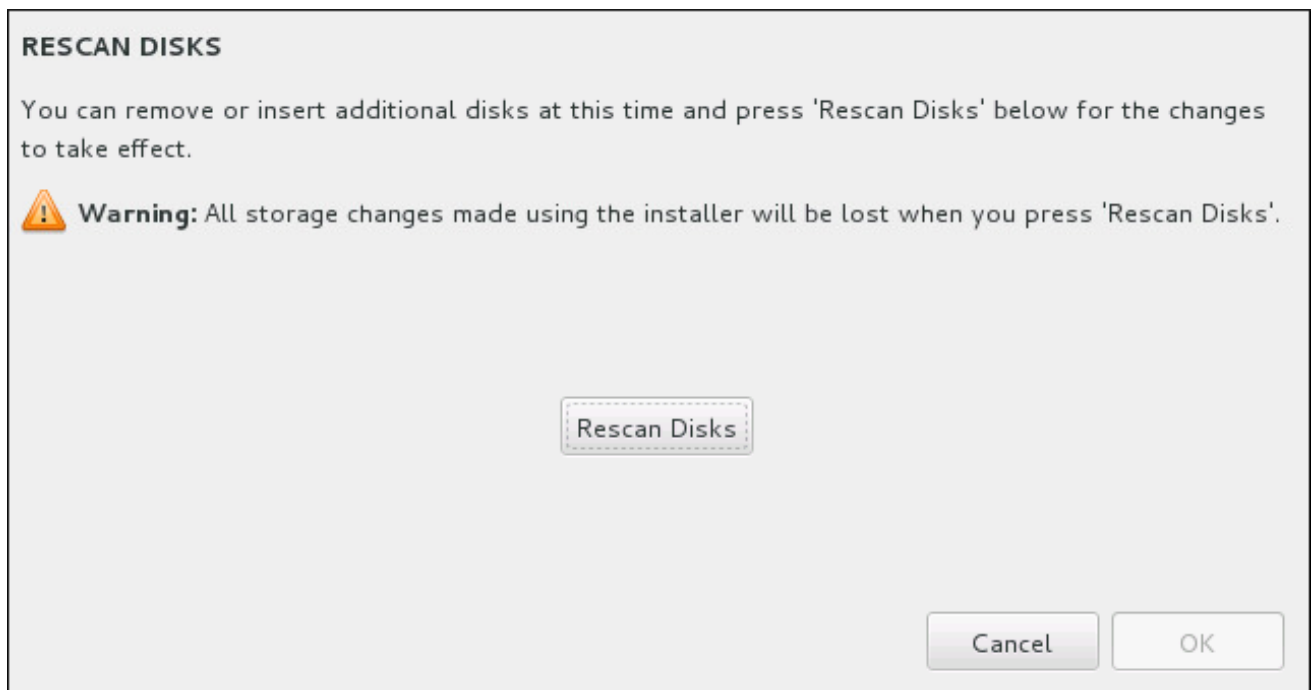 RESCAN DISKS
You can remove or insert additional disks at this time and press 'Rescan Disks' below for the changes
to take effect.
Warning: All storage changes made using the installer will be lost when you press 'Rescan Disks'.
Rescan Disks
Cancel
OK